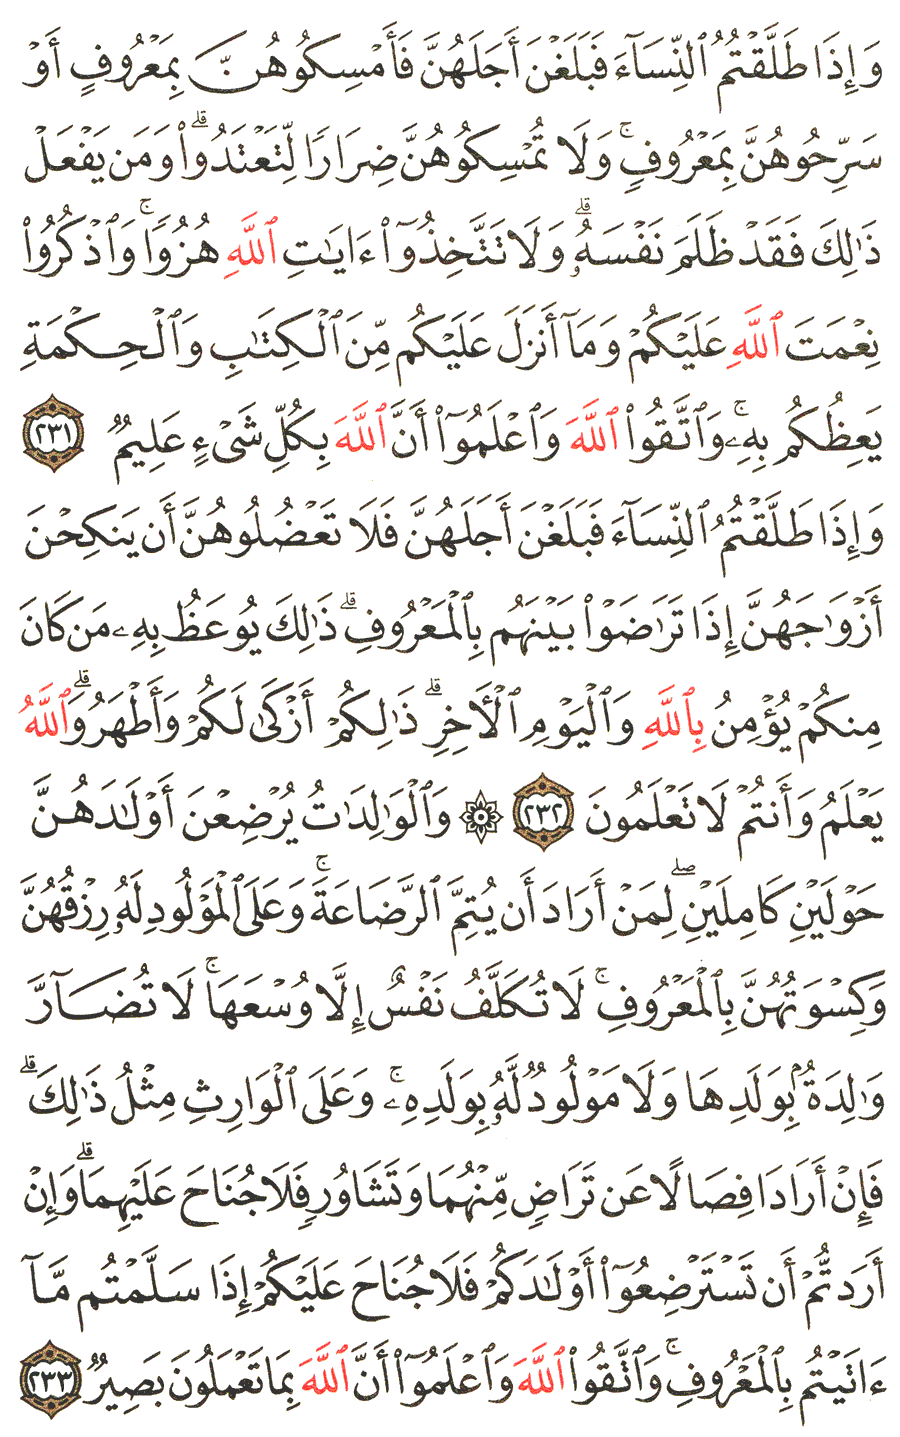 وَإِذَا طَلَّقْتُمُ ٱلنِّسَآءَ فَبَلَغْنَ أَجَلَهُنَّ فَأَمْسِكُوهُنَّ بِمَعْرُوفٍ أَوْ
سَرِّحُوهُنَّ بِمَعْرُوفٍۚ وَلَا تُمْسِكُوهُنَّ ضِرَارًا لِّتَعْتَدُوا۟ۗ وَمَن يَفْعَلْ
ذَٰلِكَ فَقَدْ ظَلَمَ نَفْسَهُۥۗ وَلَا تَتَّخِذُوٓا۟ ءَايَٰتِ ٱللَّهِ هُزُوًاۚ وَٱذْكُرُوا۟
نِعْمَتَ ٱللَّهِ عَلَيْكُمْ وَمَآ أَنزَلَ عَلَيْكُم مِّنَ ٱلْكِتَٰبِ وَٱلْحِكْمَةِ
يَعِظُكُم بِهِۦۚ وَٱتَّقُوا۟ ٱللَّهَ وَٱعْلَمُوٓا۟ أَنَّ ٱللَّهَ بِكُلِّ شَىْءٍ عَلِيمٌ ٢٣١
وَإِذَا طَلَّقْتُمُ ٱلنِّسَآءَ فَبَلَغْنَ أَجَلَهُنَّ فَلَا تَعْضُلُوهُنَّ أَن يَنكِحْنَ
أَزْوَٰجَهُنَّ إِذَا تَرَٰضَوْا۟ بَيْنَهُم بِٱلْمَعْرُوفِۗ ذَٰلِكَ يُوعَظُ بِهِۦ مَن كَانَ
مِنكُمْ يُؤْمِنُ بِٱللَّهِ وَٱلْيَوْمِ ٱلْـَٔاخِرِۗ ذَٰلِكُمْ أَزْكَىٰ لَكُمْ وَأَطْهَرُۗ وَٱللَّهُ
يَعْلَمُ وَأَنتُمْ لَا تَعْلَمُونَ ٢٣٢ ۞ وَٱلْوَٰلِدَٰتُ يُرْضِعْنَ أَوْلَٰدَهُنَّ
حَوْلَيْنِ كَامِلَيْنِۖ لِمَنْ أَرَادَ أَن يُتِمَّ ٱلرَّضَاعَةَۚ وَعَلَى ٱلْمَوْلُودِ لَهُۥ رِزْقُهُنَّ
وَكِسْوَتُهُنَّ بِٱلْمَعْرُوفِۚ لَا تُكَلَّفُ نَفْسٌ إِلَّا وُسْعَهَاۚ لَا تُضَآرَّ
وَٰلِدَةٌۢ بِوَلَدِهَا وَلَا مَوْلُودٌ لَّهُۥ بِوَلَدِهِۦۚ وَعَلَى ٱلْوَارِثِ مِثْلُ ذَٰلِكَۗ
فَإِنْ أَرَادَا فِصَالًا عَن تَرَاضٍ مِّنْهُمَا وَتَشَاوُرٍ فَلَا جُنَاحَ عَلَيْهِمَاۗ وَإِنْ
أَرَدتُّمْ أَن تَسْتَرْضِعُوٓا۟ أَوْلَٰدَكُمْ فَلَا جُنَاحَ عَلَيْكُمْ إِذَا سَلَّمْتُم مَّآ
ءَاتَيْتُم بِٱلْمَعْرُوفِۚ وَٱتَّقُوا۟ ٱللَّهَ وَٱعْلَمُوٓا۟ أَنَّ ٱللَّهَ بِمَا تَعْمَلُونَ بَصِيرٌ ٢٣٣